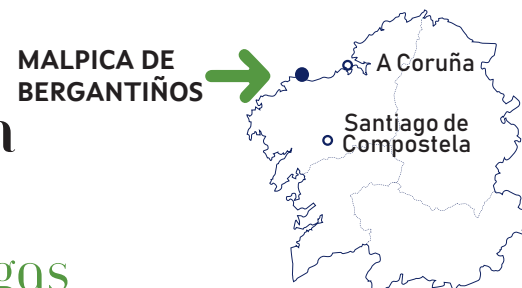 MALPICA DE
BERGANTIÑOS
A Coruña
Santiago de
Compostela